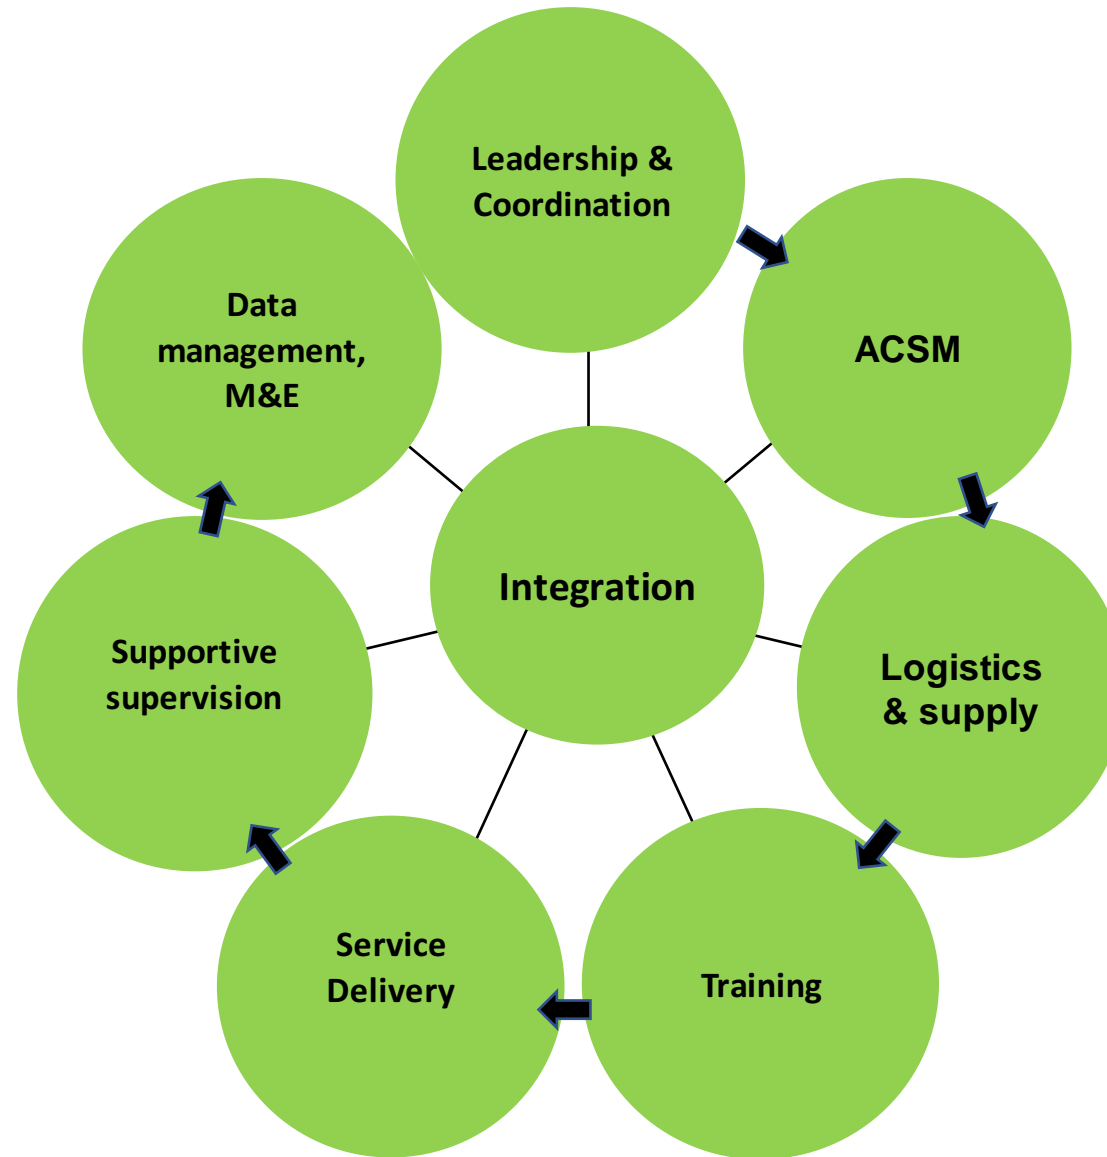 Leadership &
Coordination
ACSM
Logistics
& supply
Training
Service
Delivery
Supportive
supervision
Data
management,
M&E
Integration